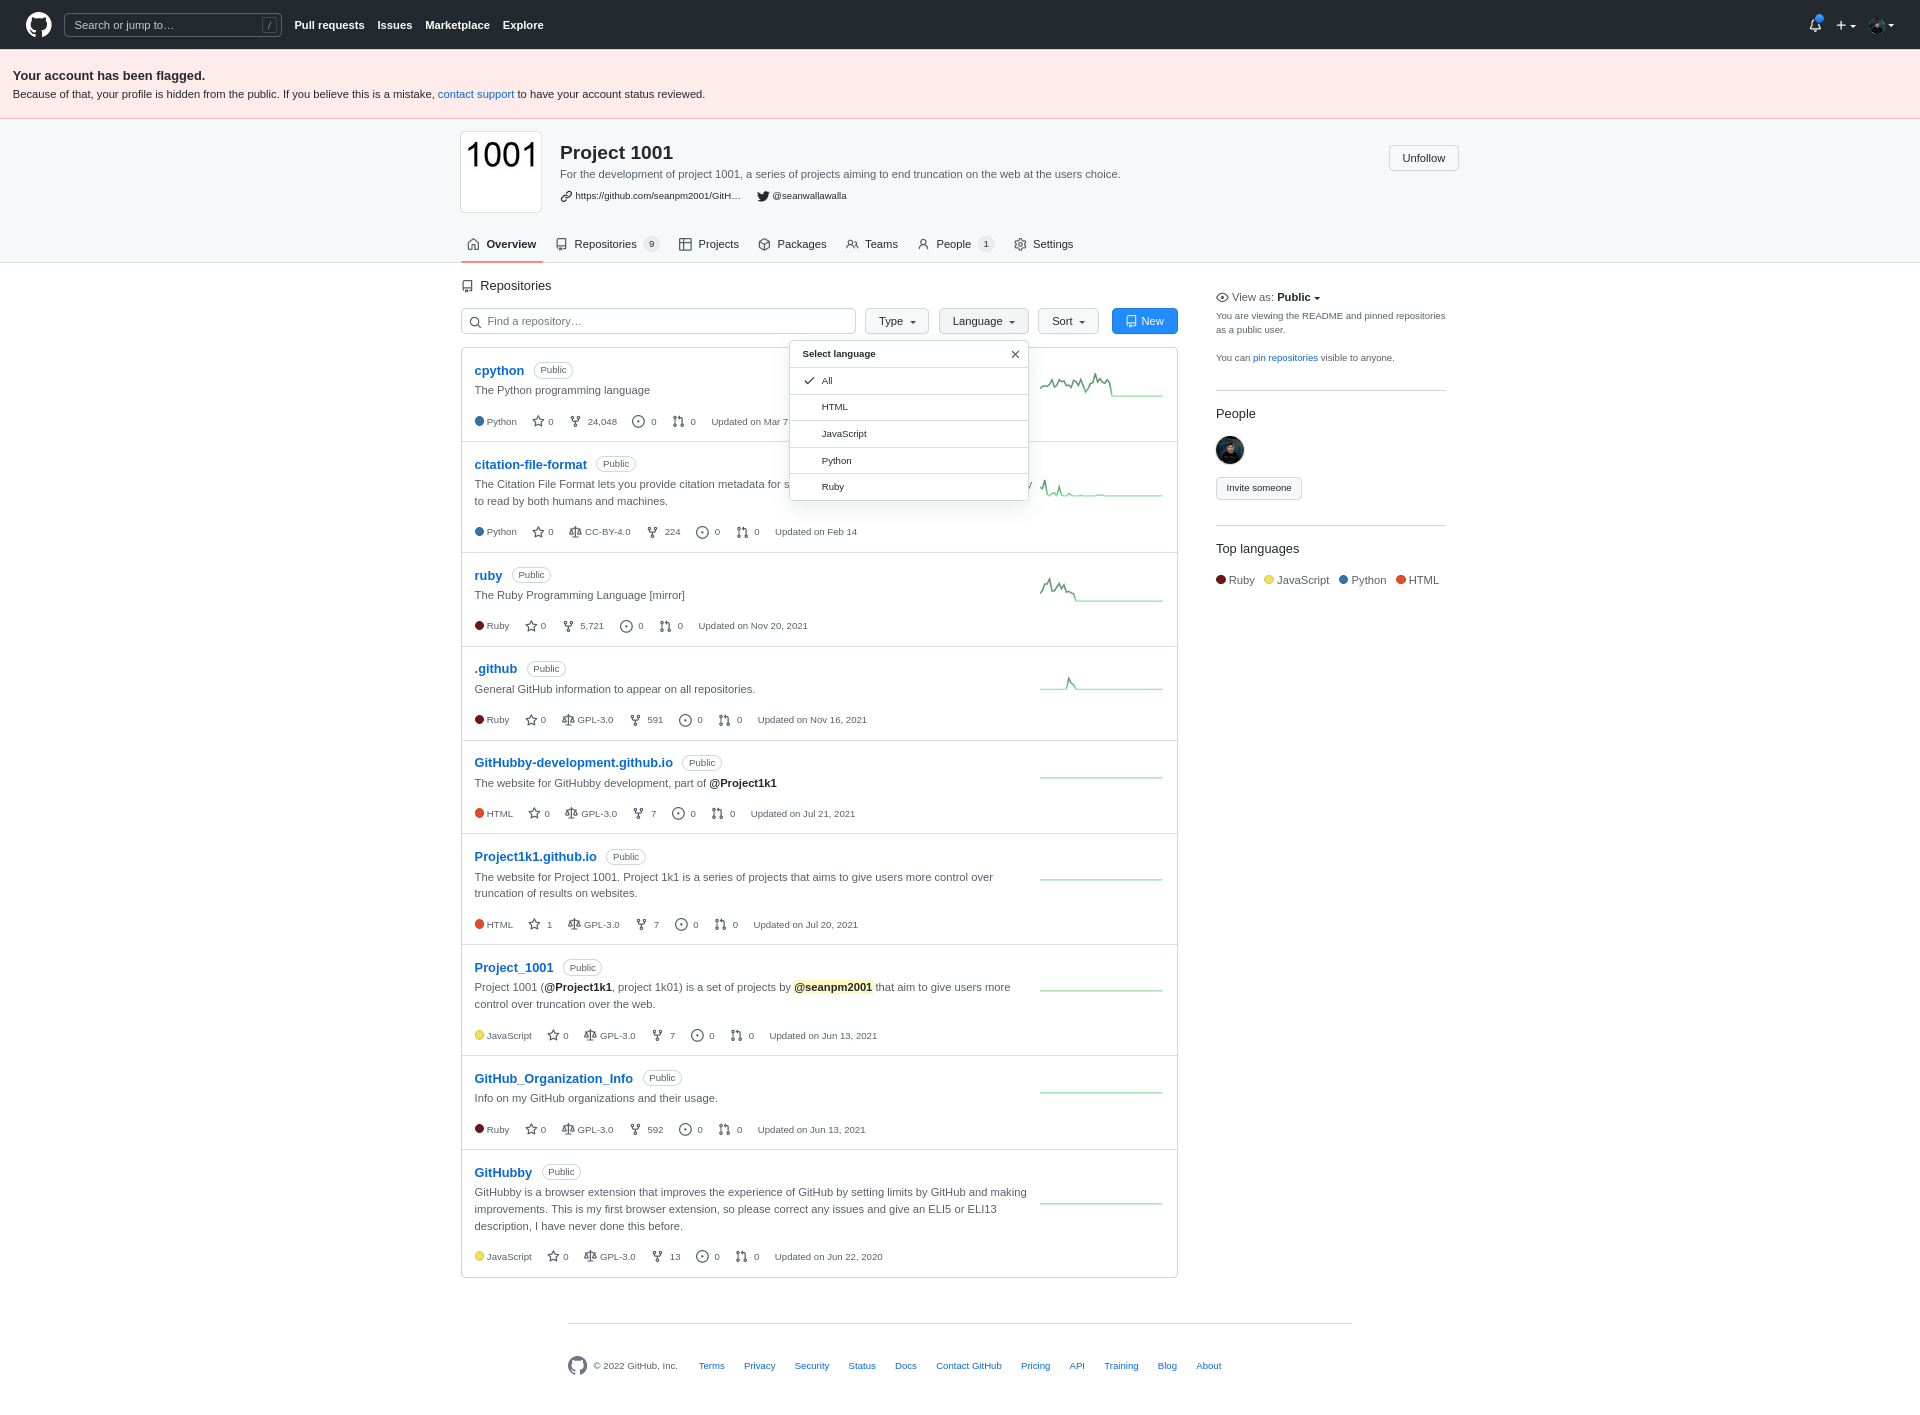 Search or jump to…
/
Pull requests
Issues
Marketplace
Explore
Your account has been flagged.
Because of that, your profile is hidden from the public. If you believe this is a mistake, contact support to have your account status reviewed.
1001
Project 1001
For the development of project 1001, a series of projects aiming to end truncation on the web at the users choice.
https://github.com/seanpm2001/GitH…
@seanwallawalla
Unfollow
Overview
Repositories 9
Projects
Packages
Teams
People 1
Settings
Repositories
Find a repository…
Type
Language
Sort
New
Select language
All
HTML
JavaScript
Python
Ruby
cpython Public
The Python programming language
Python 0 24,048 0 0 Updated on Mar 7
citation-file-format Public
The Citation File Format lets you provide citation metadata for s y
to read by both humans and machines.
Python 0 CC-BY-4.0 224 0 0 Updated on Feb 14
ruby Public
The Ruby Programming Language [mirror]
Ruby 0 5,721 0 0 Updated on Nov 20, 2021
.github Public
General GitHub information to appear on all repositories.
Ruby 0 GPL-3.0 591 0 0 Updated on Nov 16, 2021
GitHubby-development.github.io Public
The website for GitHubby development, part of @Project1k1
HTML 0 GPL-3.0 7 0 0 Updated on Jul 21, 2021
Project1k1.github.io Public
The website for Project 1001. Project 1k1 is a series of projects that aims to give users more control over
truncation of results on websites.
HTML 1 GPL-3.0 7 0 0 Updated on Jul 20, 2021
Project_1001 Public
Project 1001 (@Project1k1, project 1k01) is a set of projects by @seanpm2001 that aim to give users more
control over truncation over the web.
JavaScript 0 GPL-3.0 7 0 0 Updated on Jun 13, 2021
GitHub_Organization_Info Public
Info on my GitHub organizations and their usage.
Ruby 0 GPL-3.0 592 0 0 Updated on Jun 13, 2021
GitHubby Public
GitHubby is a browser extension that improves the experience of GitHub by setting limits by GitHub and making
improvements. This is my first browser extension, so please correct any issues and give an ELI5 or ELI13
description, I have never done this before.
JavaScript 0 GPL-3.0 13 0 0 Updated on Jun 22, 2020
View as: Public
You are viewing the README and pinned repositories
as a public user.
You can pin repositories visible to anyone.
People
Invite someone
Top languages
Ruby JavaScript Python HTML
© 2022 GitHub, Inc.
Terms
Privacy
Security
Status
Docs
Contact GitHub
Pricing
API
Training
Blog
About